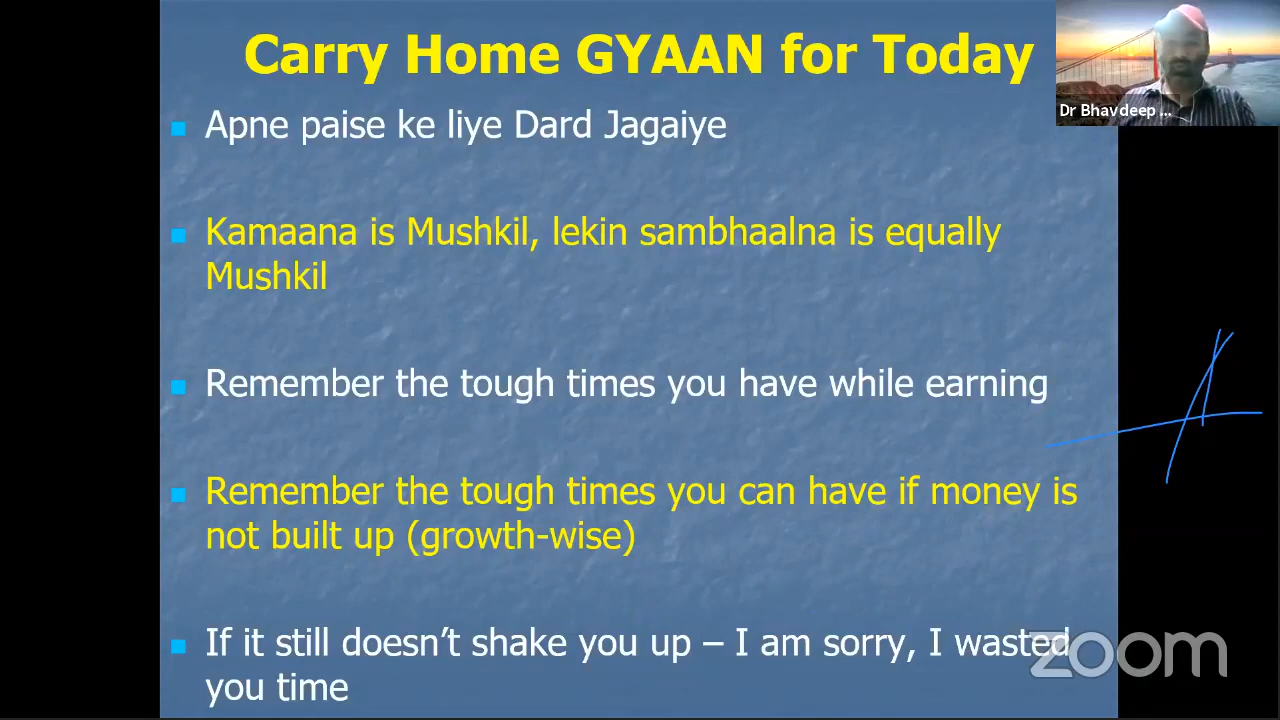 Carry Home GYAAN for Today
Dr Bhavdeep ...
Apne paise ke liye Dard Jagaiye
Kamaana is Mushkil, lekin sambhaalna is equally
Mushkil
Remember the tough times you have while earning
Remember the tough times you can have if money is
not built up (growth-wise)
If it still doesn’t shake you up – I am sorry, I wasted
you time
zoom